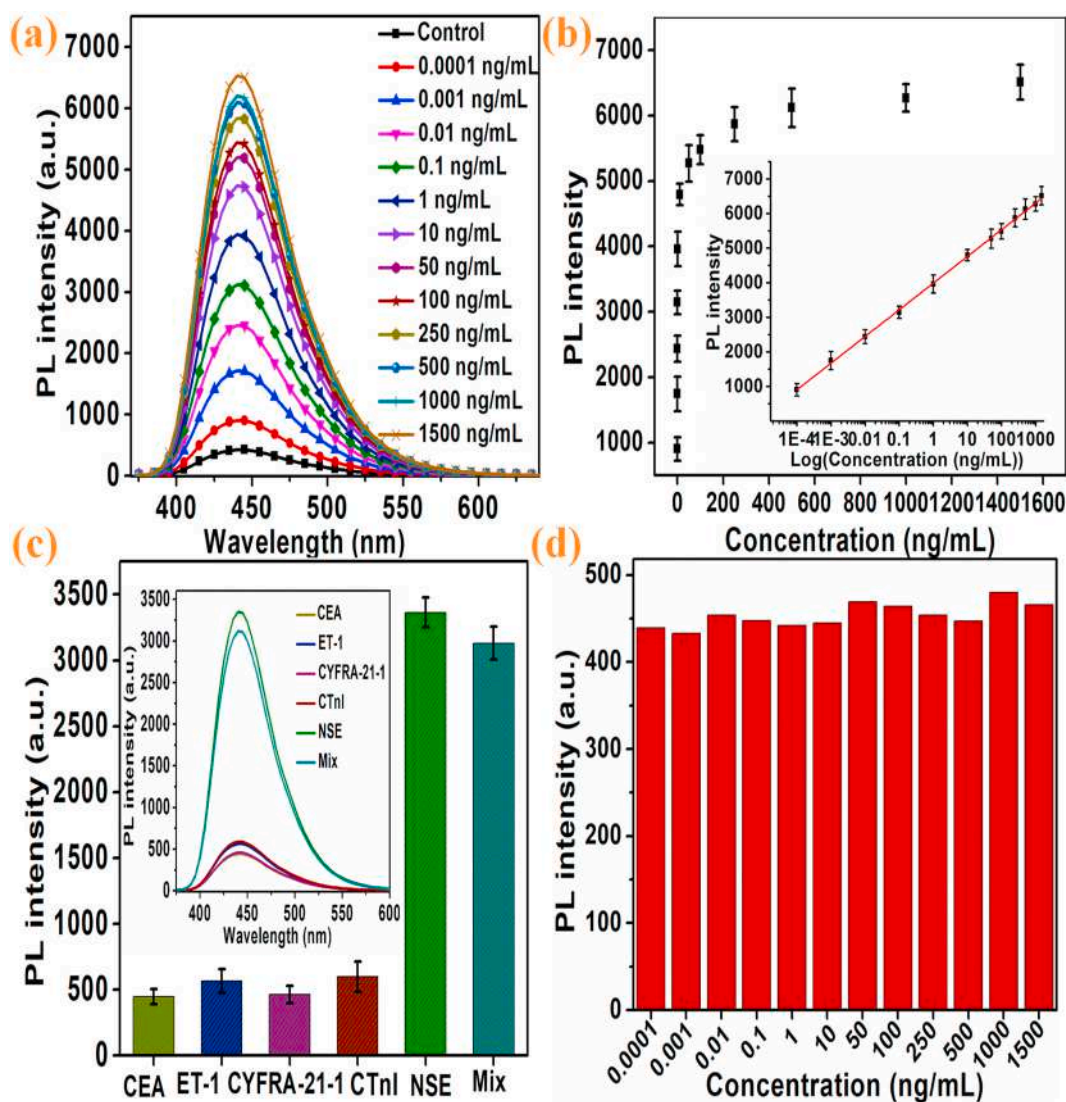 (a)
7000
6000
5000
4000
3000
2000
1000
0
PL intensity (a.u.)
Control
0.0001 ng/mL
0.001 ng/mL
0.01 ng/mL
0.1 ng/mL
1 ng/mL
10 ng/mL
50 ng/mL
100 ng/mL
250 ng/mL
500 ng/mL
1000 ng/mL
1500 ng/mL
400 450 500 550 600
Wavelength (nm)
(b)
7000
6000
5000
4000
3000
2000
1000
PL intensity
7000
6000
5000
4000
3000
2000
1000
PL intensity
1E-41E-30.01 0.1 1 10 1001000
Log(Concentration (ng/mL))
0 200 400 600 800 1000 1200 1400 1600
Concentration (ng/mL)
(c)
3500
3000
2500
2000
1500
1000
500
0
PL intensity (a.u.)
3500
3000
2500
2000
1500
1000
500
0
PL intensity (a.u.)
CEA
ET-1
CYFRA-21-1
CTnI
NSE
Mix
400 450 500 550 600
Wavelength (nm)
CEA ET-1 CYFRA-21-1 CTnI NSE Mix
(d)
500
400
300
200
100
0
PL intensity (a.u.)
0.0001 0.001 0.01 0.1 1 10 50 100 250 500 1000 1500
Concentration (ng/mL)